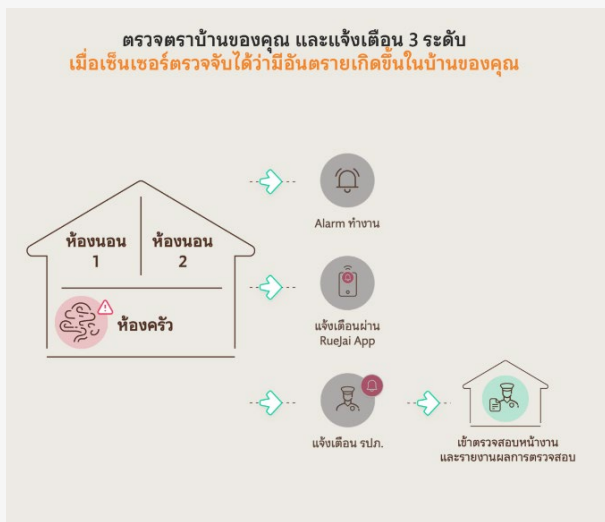 ตรวจตราบ้านของคุณ และแจ้งเตือน 3 ระดับ
เมื่อเซ็นเซอร์ตรวจจับได้ว่ามีอันตรายเกิดขึ้นในบ้านของคุณ
Alarm ทำงาน
ห้องนอน
1
ห้องนอน
2
ห้องครัว
แจ้งเตือนผ่าน
RueJai App
แจ้งเตือน รปภ.
เข้าตรวจสอบหน้างาน
และรายงานผลการตรวจสอบ